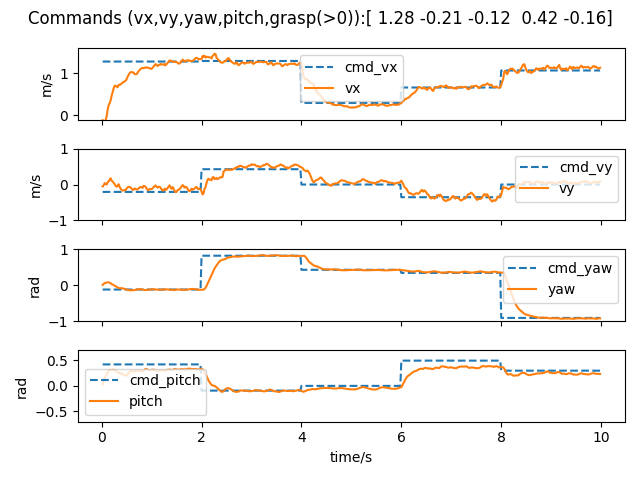 Commands (vx,vy,yaw,pitch,grasp(>0)):[ 1.28 -0.21 -0.12  0.42 -0.16]
1
0
m/s
cmd_vx
vx
1
0
−1
m/s
cmd_vy
vy
1
0
−1
rad
cmd_yaw
yaw
0.5
0.0
−0.5
rad
cmd_pitch
pitch
0 2 4 6 8 10
time/s